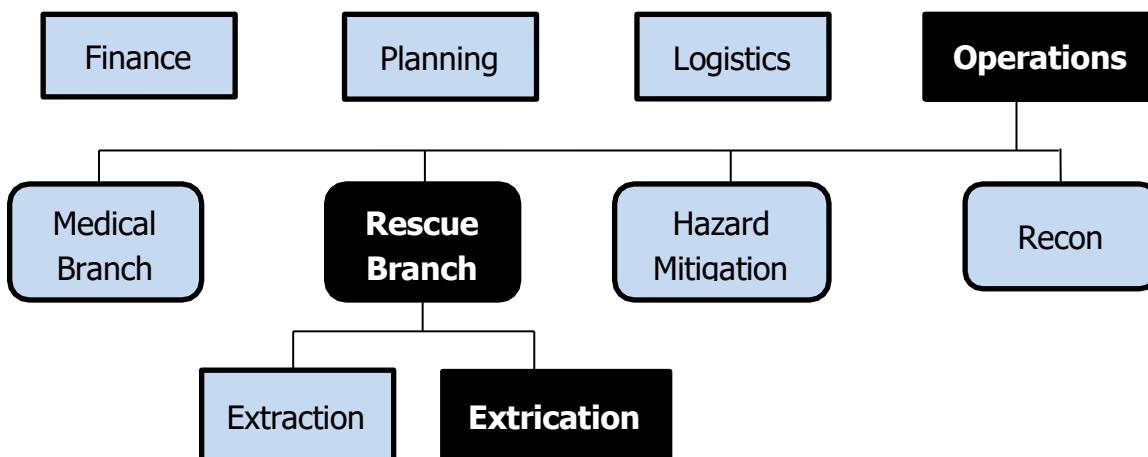 Finance
Planning
Logistics
Operations
Medical
Branch
Rescue
Branch
Hazard
Mitigation
Recon
Extraction
Extrication